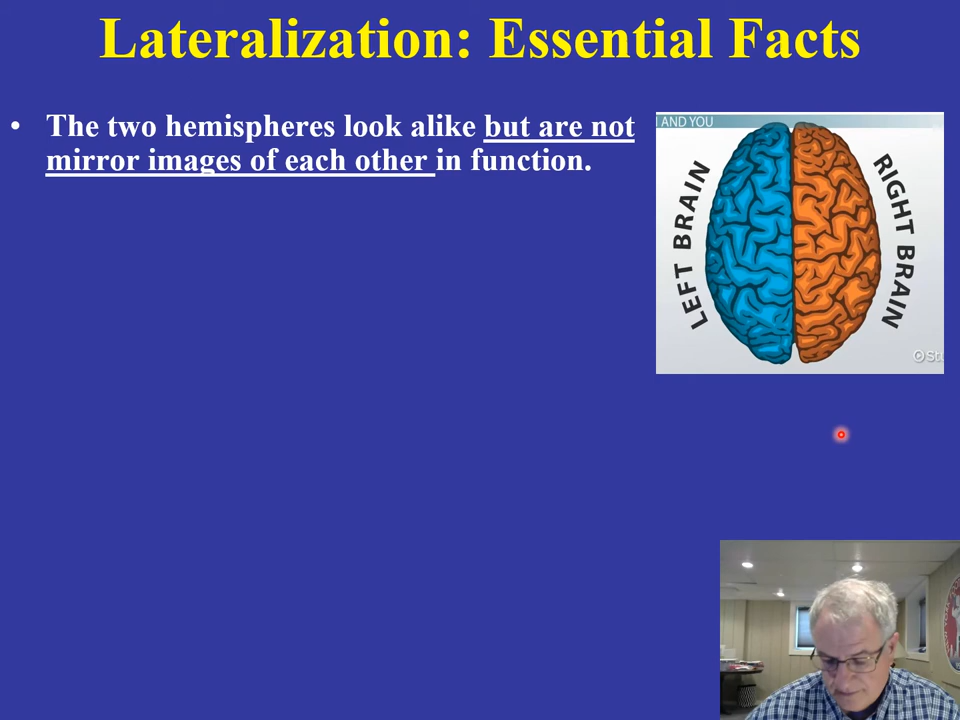 Lateralization: Essential Facts
• The two hemispheres look alike but are not
mirror images of each other in function.
AND YOU
LEFT BRAIN
RIGHT BRAIN